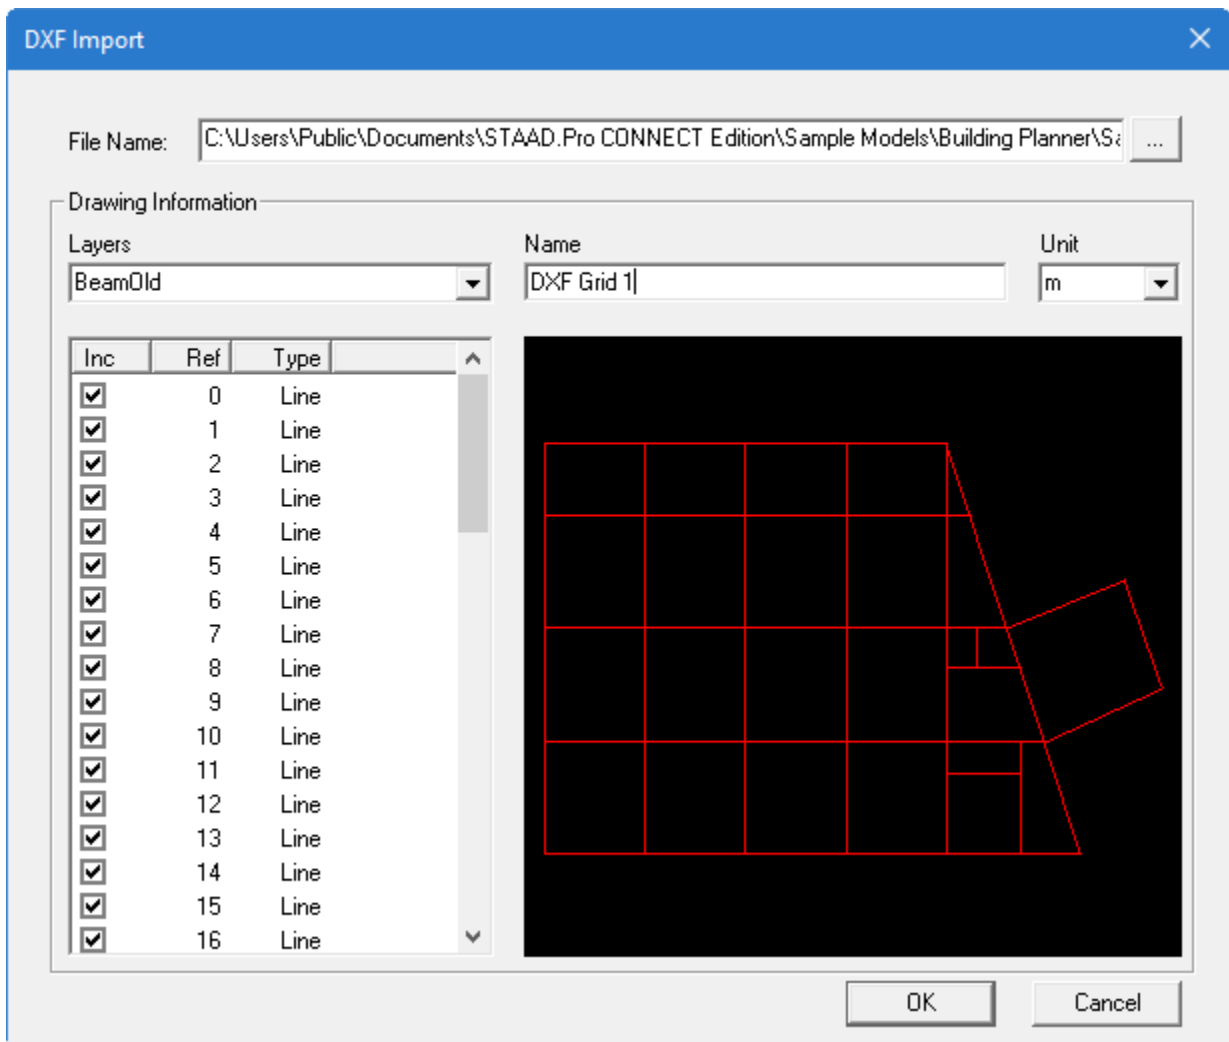 DXF Import
File Name: C:\Users\Public\Documents\STAAD.Pro CONNECT Edition\Sample Models\Building Planner\Sa ...
Drawing Information
Layers Name Unit
BeamOld DXF Grid 1 m
Inc Ref Type
0 Line
1 Line
2 Line
3 Line
4 Line
5 Line
6 Line
7 Line
8 Line
9 Line
10 Line
11 Line
12 Line
13 Line
14 Line
15 Line
16 Line
OK Cancel